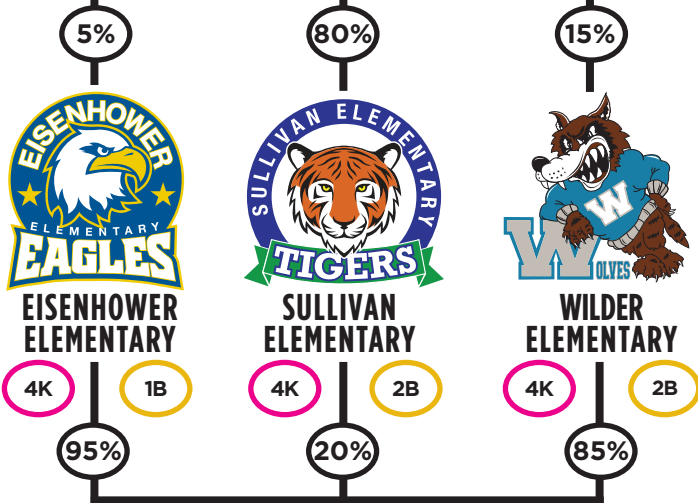 5%
80%
15%
EISENHOWER
ELEMENTARY
EAGLES
SULLIVAN ELEMENTARY
TIGERS
W
WOLVES
EISENHOWER
ELEMENTARY
SULLIVAN
ELEMENTARY
WILDER
ELEMENTARY
4K
1B
4K
2B
4K
2B
95%
20%
85%